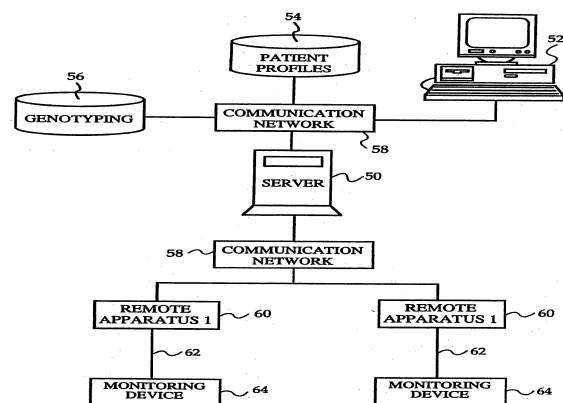 54
PATIENT
PROFILES
52
56
GENOTYPING
COMMUNICATION
NETWORK
58
SERVER
50
58
COMMUNICATION
NETWORK
REMOTE
APPARATUS 1
60
REMOTE
APPARATUS 1
60
62
62
MONITORING
DEVICE
64
MONITORING
DEVICE
64